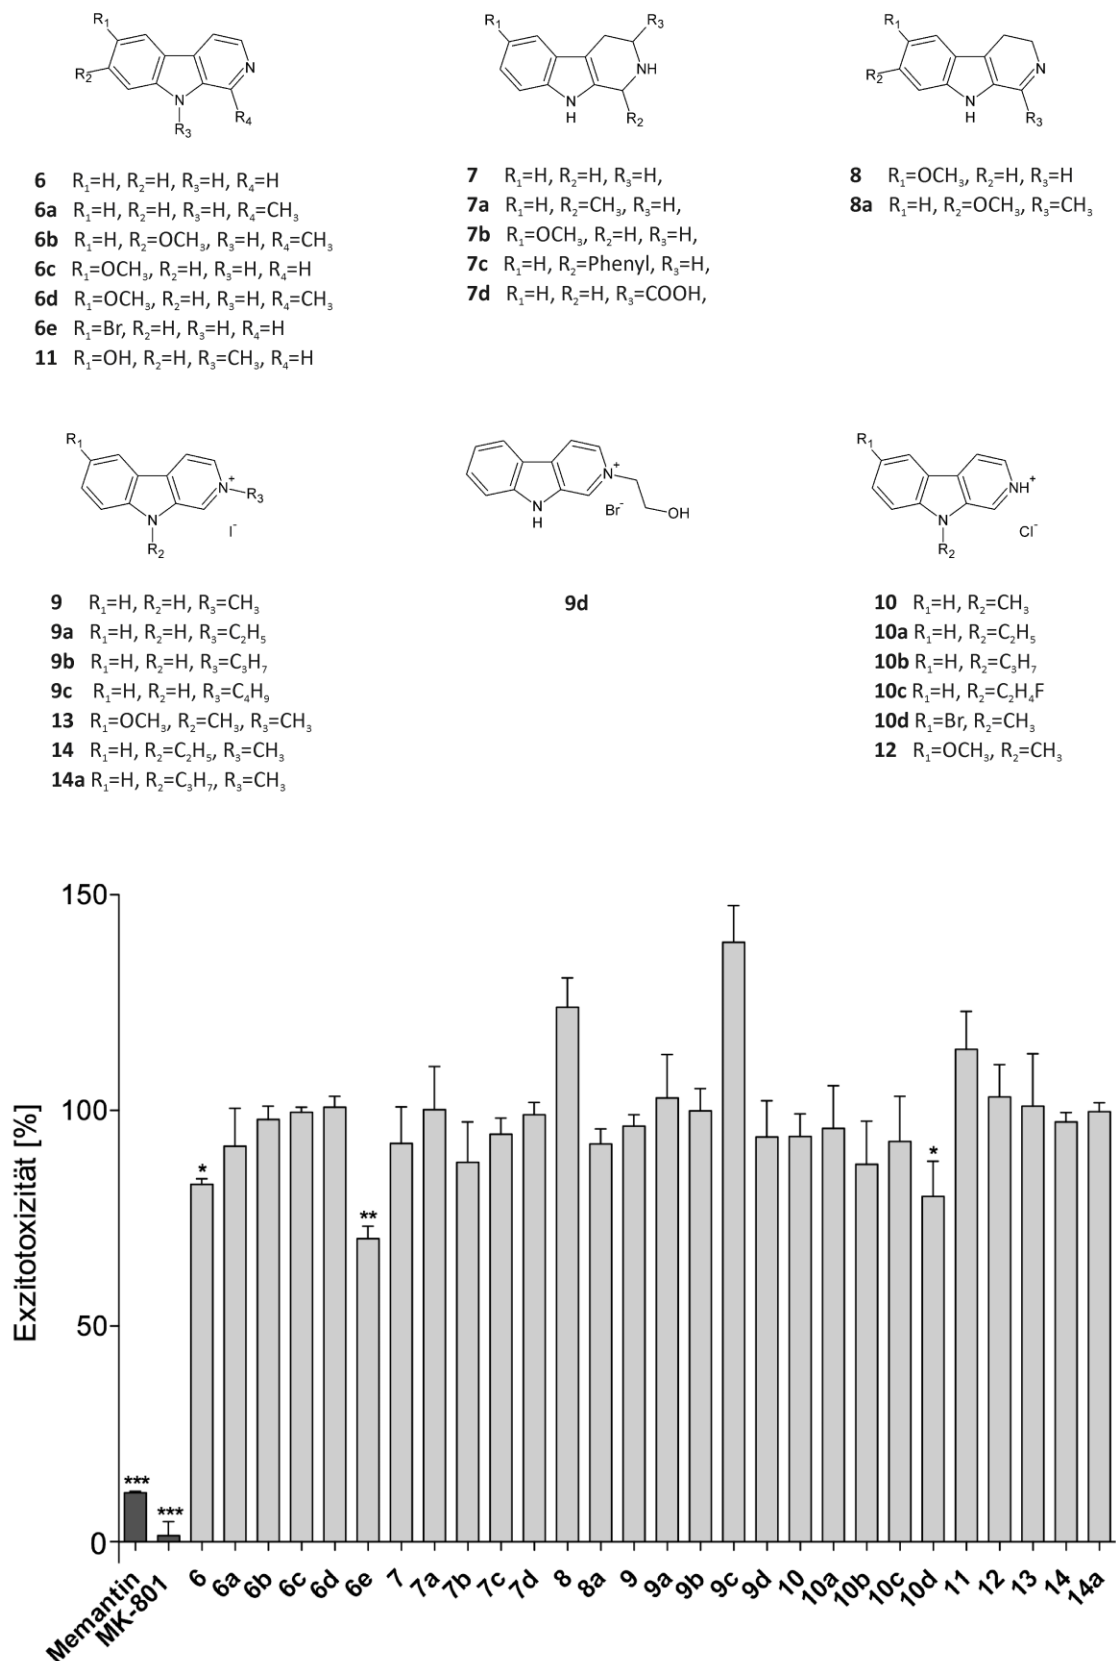 R₁ R₂ N R₃ N R₄
R₁ R₃ NH N H R₂
R₁ R₂ N N H R₃
6 R₁=H, R₂=H, R₃=H, R₄=H
6a R₁=H, R₂=H, R₃=H, R₄=CH₃
6b R₁=H, R₂=OCH₃, R₃=H, R₄=CH₃
6c R₁=OCH₃, R₂=H, R₃=H, R₄=H
6d R₁=OCH₃, R₂=H, R₃=H, R₄=CH₃
6e R₁=Br, R₂=H, R₃=H, R₄=H
11 R₁=OH, R₂=H, R₃=CH₃, R₄=H
7 R₁=H, R₂=H, R₃=H,
7a R₁=H, R₂=CH₃, R₃=H,
7b R₁=OCH₃, R₂=H, R₃=H,
7c R₁=H, R₂=Phenyl, R₃=H,
7d R₁=H, R₂=H, R₃=COOH,
8 R₁=OCH₃, R₂=H, R₃=H
8a R₁=H, R₂=OCH₃, R₃=CH₃
R₁ N⁺ R₃ N R₂ I⁻
N⁺ N H Br⁻ OH
R₁ NH⁺ N R₂ Cl⁻
9 R₁=H, R₂=H, R₃=CH₃
9a R₁=H, R₂=H, R₃=C₂H₅
9b R₁=H, R₂=H, R₃=C₃H₇
9c R₁=H, R₂=H, R₃=C₄H₉
13 R₁=OCH₃, R₂=CH₃, R₃=CH₃
14 R₁=H, R₂=C₂H₅, R₃=CH₃
14a R₁=H, R₂=C₃H₇, R₃=CH₃
9d
10 R₁=H, R₂=CH₃
10a R₁=H, R₂=C₂H₅
10b R₁=H, R₂=C₃H₇
10c R₁=H, R₂=C₂H₄F
10d R₁=Br, R₂=CH₃
12 R₁=OCH₃, R₂=CH₃
Exzitotoxizität [%]
150
100
50
0
*** *** * ** *
Memantin MK-801 6 6a 6b 6c 6d 6e 7 7a 7b 7c 7d 8 8a 9 9a 9b 9c 9d 10 10a 10b 10c 10d 11 12 13 14 14a